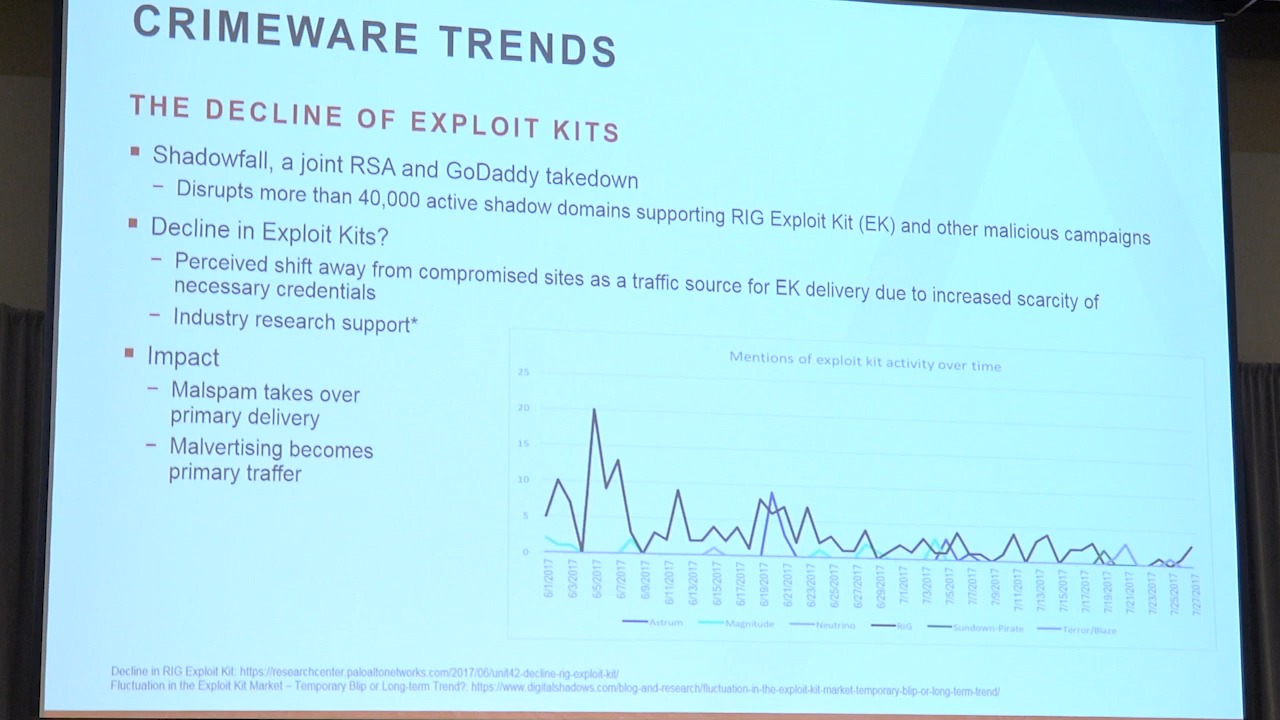 CRIMEWARE TRENDS
THE DECLINE OF EXPLOIT KITS
▪ Shadowfall, a joint RSA and GoDaddy takedown
– Disrupts more than 40,000 active shadow domains supporting RIG Exploit Kit (EK) and other malicious campaigns
▪ Decline in Exploit Kits?
– Perceived shift away from compromised sites as a traffic source for EK delivery due to increased scarcity of
necessary credentials
– Industry research support*
▪ Impact
– Malspam takes over
primary delivery
– Malvertising becomes
primary traffer
Mentions of exploit kit activity over time
25
20
15
10
5
0
6/1/2017 6/3/2017 6/5/2017 6/7/2017 6/9/2017 6/11/2017 6/13/2017 6/15/2017 6/17/2017 6/19/2017 6/21/2017 6/23/2017 6/25/2017 6/27/2017 6/29/2017 7/1/2017 7/3/2017 7/5/2017 7/7/2017 7/9/2017 7/11/2017 7/13/2017 7/15/2017 7/17/2017 7/19/2017 7/21/2017 7/23/2017 7/25/2017 7/27/2017
Astrum Magnitude Neutrino RIG Sundown-Pirate Terror/Blaze
Decline in RIG Exploit Kit: https://researchcenter.paloaltonetworks.com/2017/06/unit42-decline-rig-exploit-kit/
Fluctuation in the Exploit Kit Market – Temporary Blip or Long-term Trend?: https://www.digitalshadows.com/blog-and-research/fluctuation-in-the-exploit-kit-market-temporary-blip-or-long-term-trend/